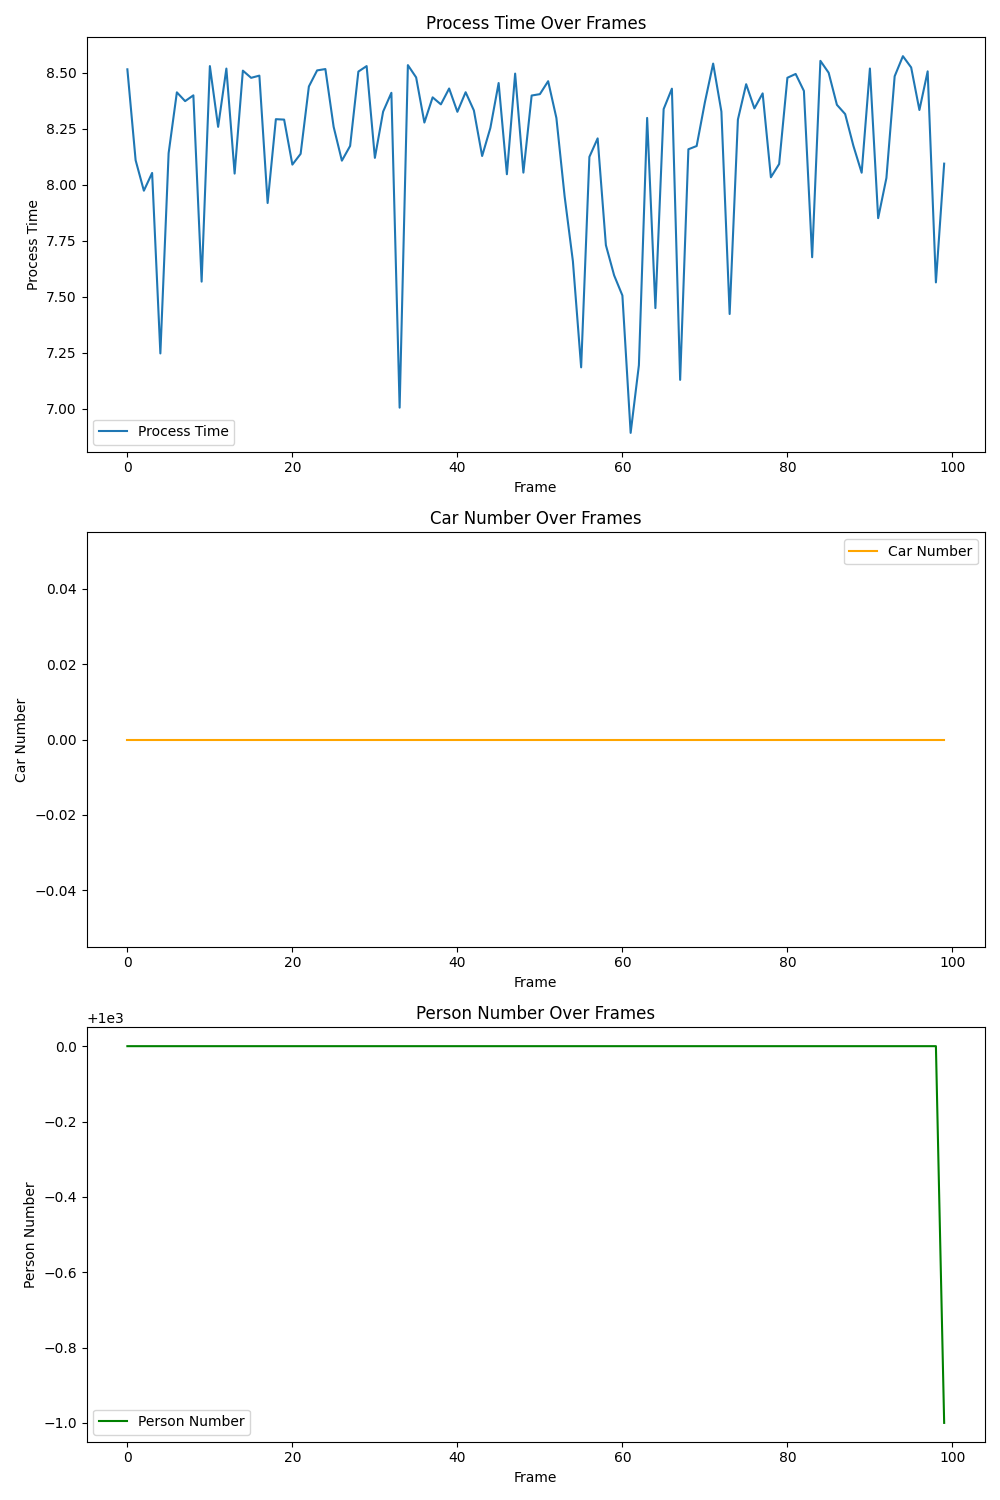 Process Time Over Frames
Process Time
8.50
8.25
8.00
7.75
7.50
7.25
7.00
Process Time
0 20 40 60 80 100
Frame
Car Number Over Frames
Car Number
0.04
0.02
0.00
−0.02
−0.04
Car Number
0 20 40 60 80 100
Frame
Person Number Over Frames
+1e3
Person Number
0.0
−0.2
−0.4
−0.6
−0.8
−1.0
Person Number
0 20 40 60 80 100
Frame